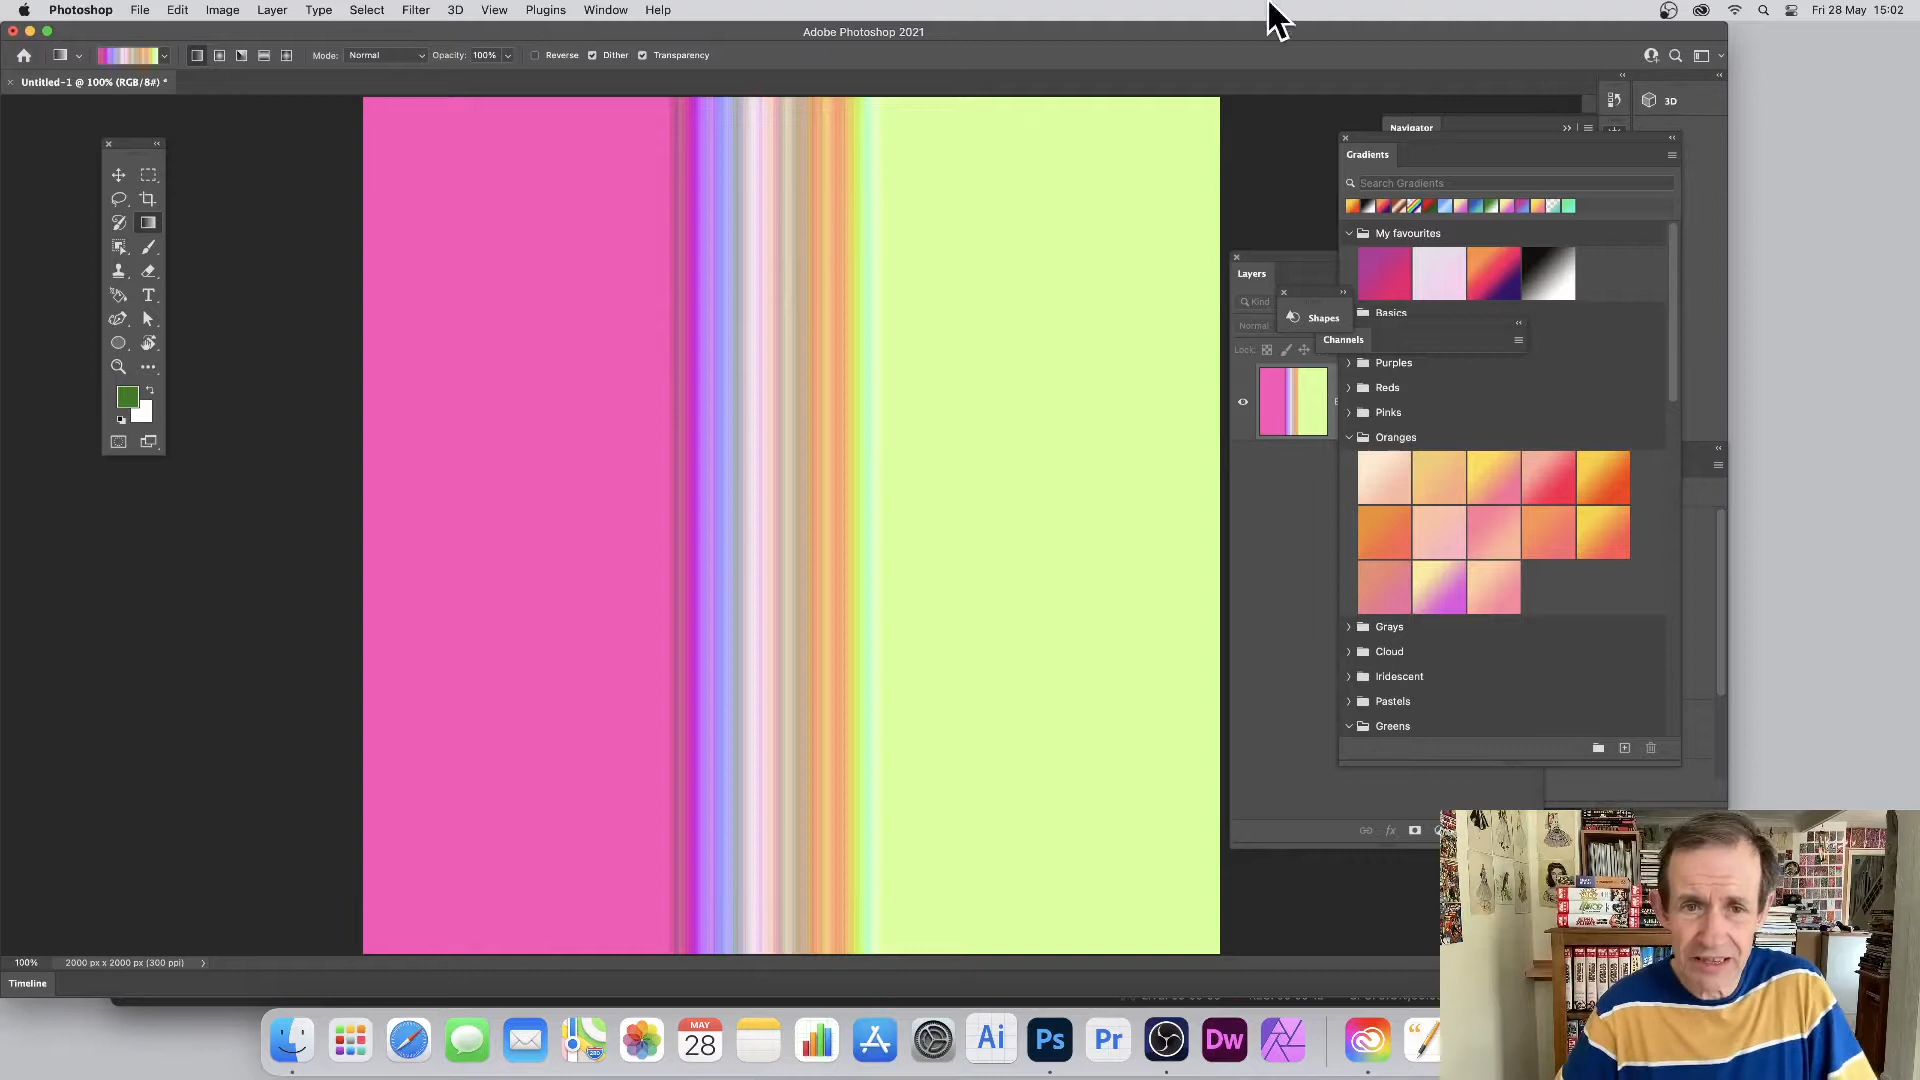 Photoshop File Edit Image Layer Type Select Filter 3D View Plugins Window Help Fri 28 May 15:02
Adobe Photoshop 2021
Mode: Normal Opacity: 100% Reverse Dither Transparency
Untitled-1 @ 100% (RGB/8#) *
3D
Navigator
Gradients
Search Gradients
My favourites
Basics
Purples
Reds
Pinks
Oranges
Grays
Cloud
Iridescent
Pastels
Greens
Layers
Kind
Shapes
Normal
Channels
Lock:
fx
100% 2000 px x 2000 px (300 ppi)
Timeline
MAY
28
280
Ai
Ps
Pr
Dw